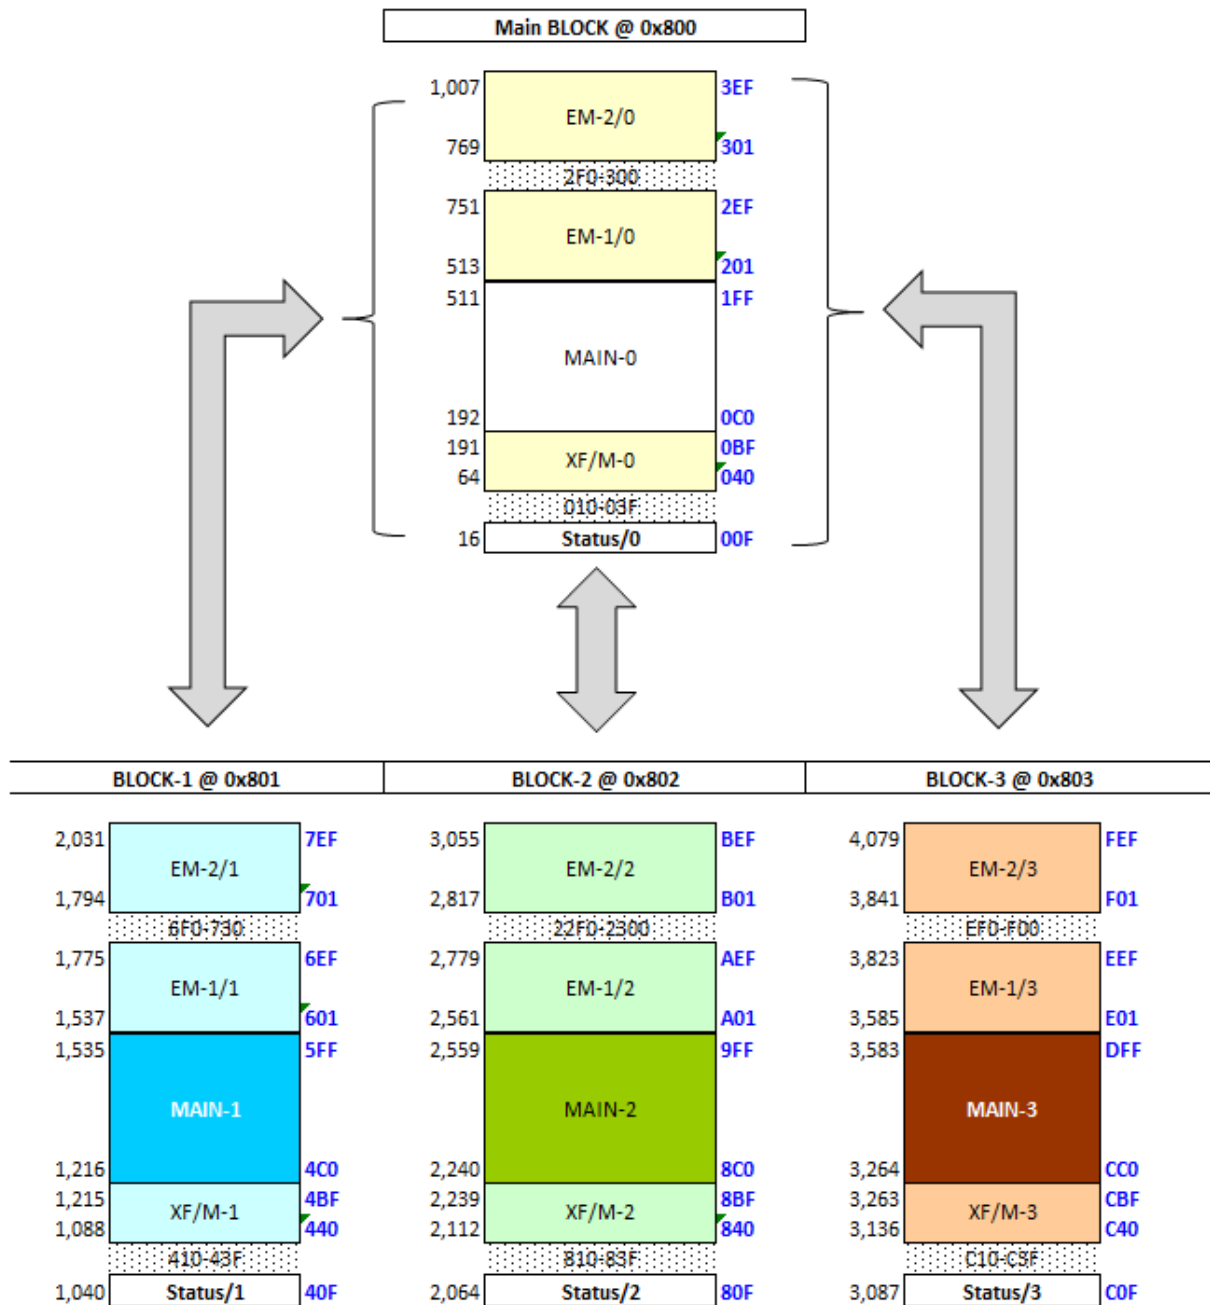 Main BLOCK @ 0x800
1,007 3EF
EM-2/0
769 301
2F0-300
751 2EF
EM-1/0
513 201
511 1FF
MAIN-0
192 0C0
191 0BF
XF/M-0
64 040
010-03F
16 Status/0 00F
BLOCK-1 @ 0x801 BLOCK-2 @ 0x802 BLOCK-3 @ 0x803
2,031 7EF 3,055 BEF 4,079 FEF
EM-2/1 EM-2/2 EM-2/3
1,794 701 2,817 B01 3,841 F01
6F0-730 22F0-2300 EF0-F00
1,775 6EF 2,779 AEF 3,823 EEF
EM-1/1 EM-1/2 EM-1/3
1,537 601 2,561 A01 3,585 E01
1,535 5FF 2,559 9FF 3,583 DFF
MAIN-1 MAIN-2 MAIN-3
1,216 4C0 2,240 8C0 3,264 CC0
1,215 4BF 2,239 8BF 3,263 CBF
XF/M-1 XF/M-2 XF/M-3
1,088 440 2,112 840 3,136 C40
410-43F 810-83F C10-C3F
1,040 Status/1 40F 2,064 Status/2 80F 3,087 Status/3 C0F